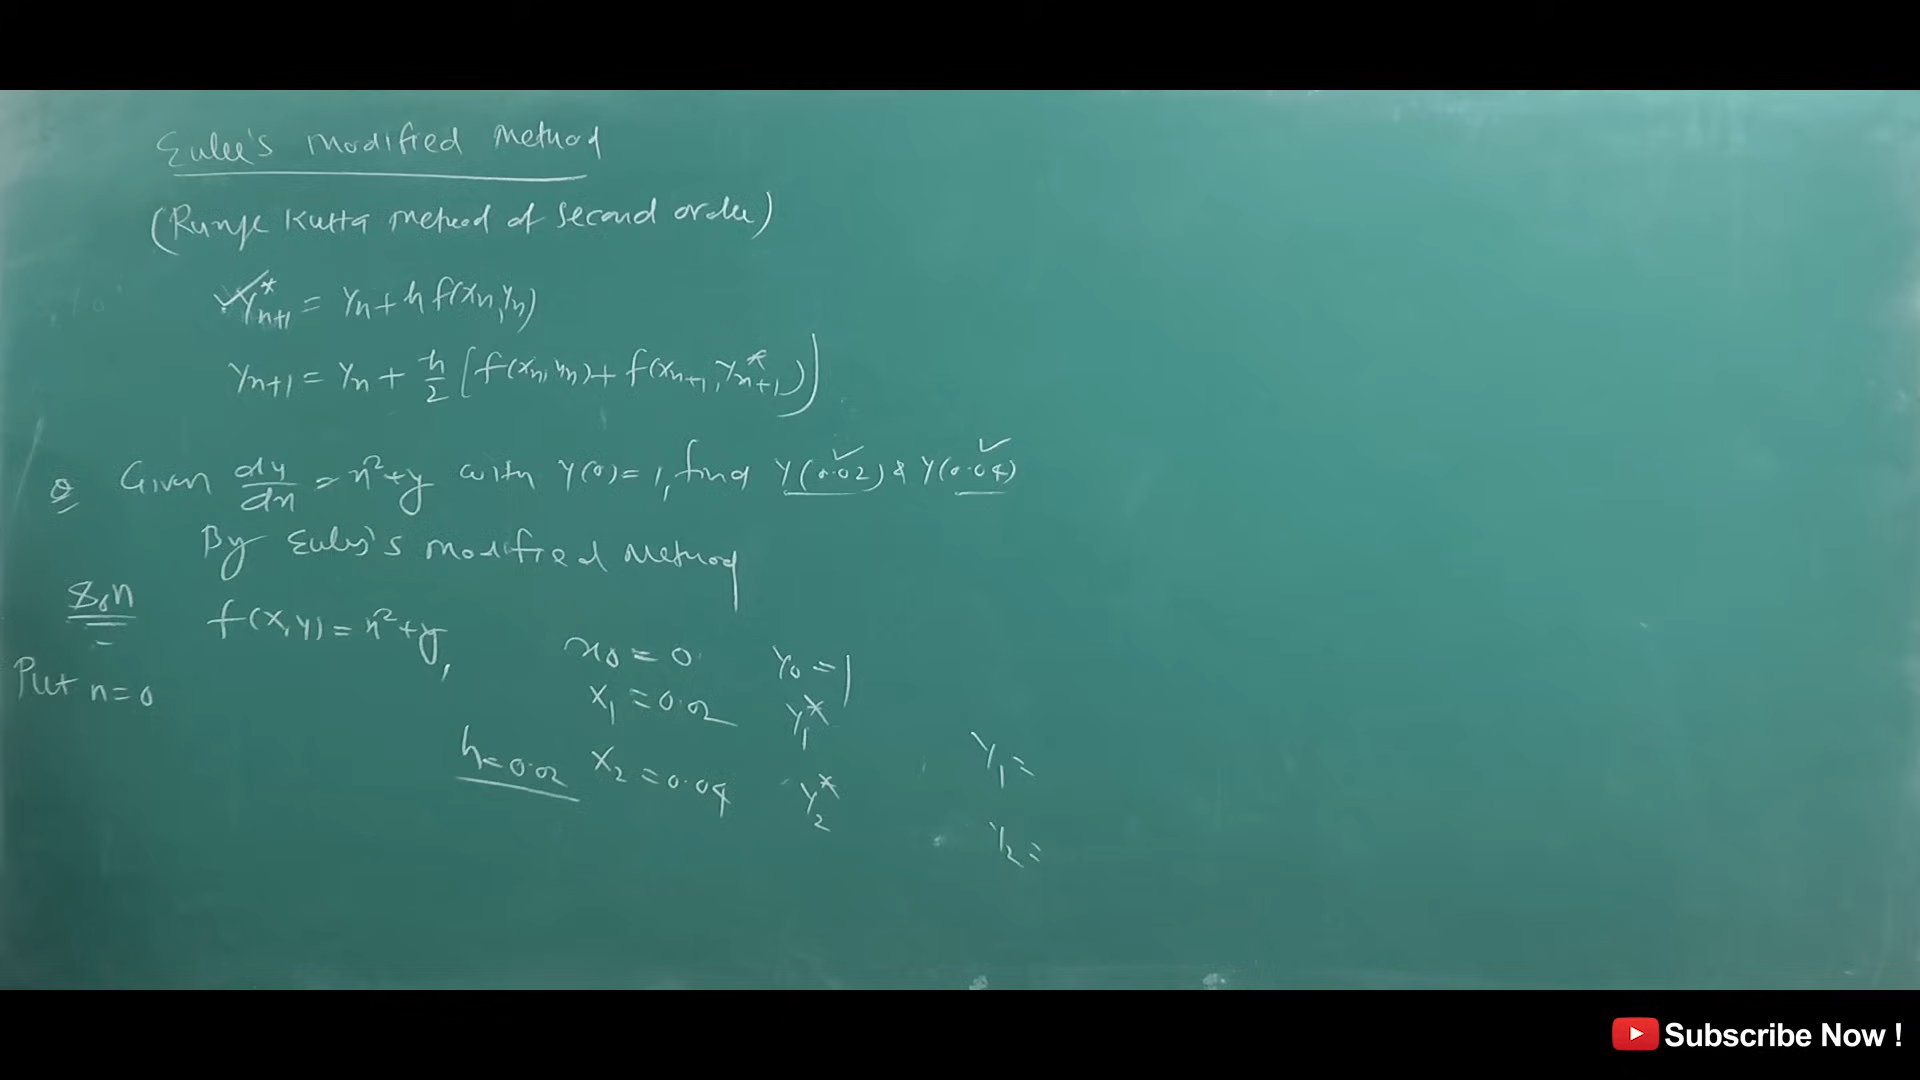 Euler's modified Method
(Runge Kutta Method of Second order)
Y*n+1 = Yn + h f(xn, Yn)
Yn+1 = Yn + h/2 [f(xn, Yn) + f(xn+1, Y*n+1)]
Q Given dy/dx = x²+y with Y(0) = 1, find Y(0.02) & Y(0.04)
By Euler's modified Method
Soln f(x,y) = x²+y,
x0 = 0 Y0 = 1
Put n=0 x1 = 0.02 Y1*
h=0.02 x2 = 0.04 Y2* Y1 =
Y2 =
Subscribe Now !